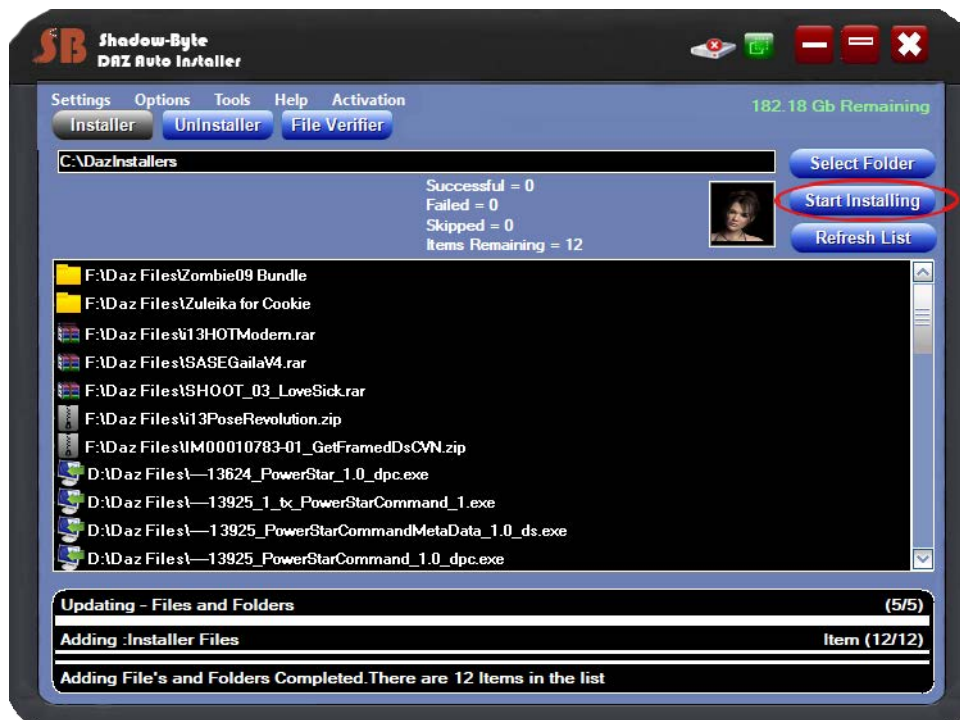 SB Shadow-Byte
DAZ Auto Installer
Settings Options Tools Help Activation
182.18 Gb Remaining
Installer UnInstaller File Verifier
C:\DazInstallers
Select Folder
Successful = 0
Failed = 0
Skipped = 0
Items Remaining = 12
Start Installing
Refresh List
F:\Daz Files\Zombie09 Bundle
F:\Daz Files\Zuleika for Cookie
F:\Daz Files\i13HOTModern.rar
F:\Daz Files\SASEGailaV4.rar
F:\Daz Files\SHOOT_03_LoveSick.rar
F:\Daz Files\i13PoseRevolution.zip
F:\Daz Files\IM00010783-01_GetFramedDsCVN.zip
D:\Daz Files\—13624_PowerStar_1.0_dpc.exe
D:\Daz Files\—13925_1_tx_PowerStarCommand_1.exe
D:\Daz Files\—13925_PowerStarCommandMetaData_1.0_ds.exe
D:\Daz Files\—13925_PowerStarCommand_1.0_dpc.exe
Updating - Files and Folders (5/5)
Adding :Installer Files Item (12/12)
Adding File's and Folders Completed.There are 12 Items in the list